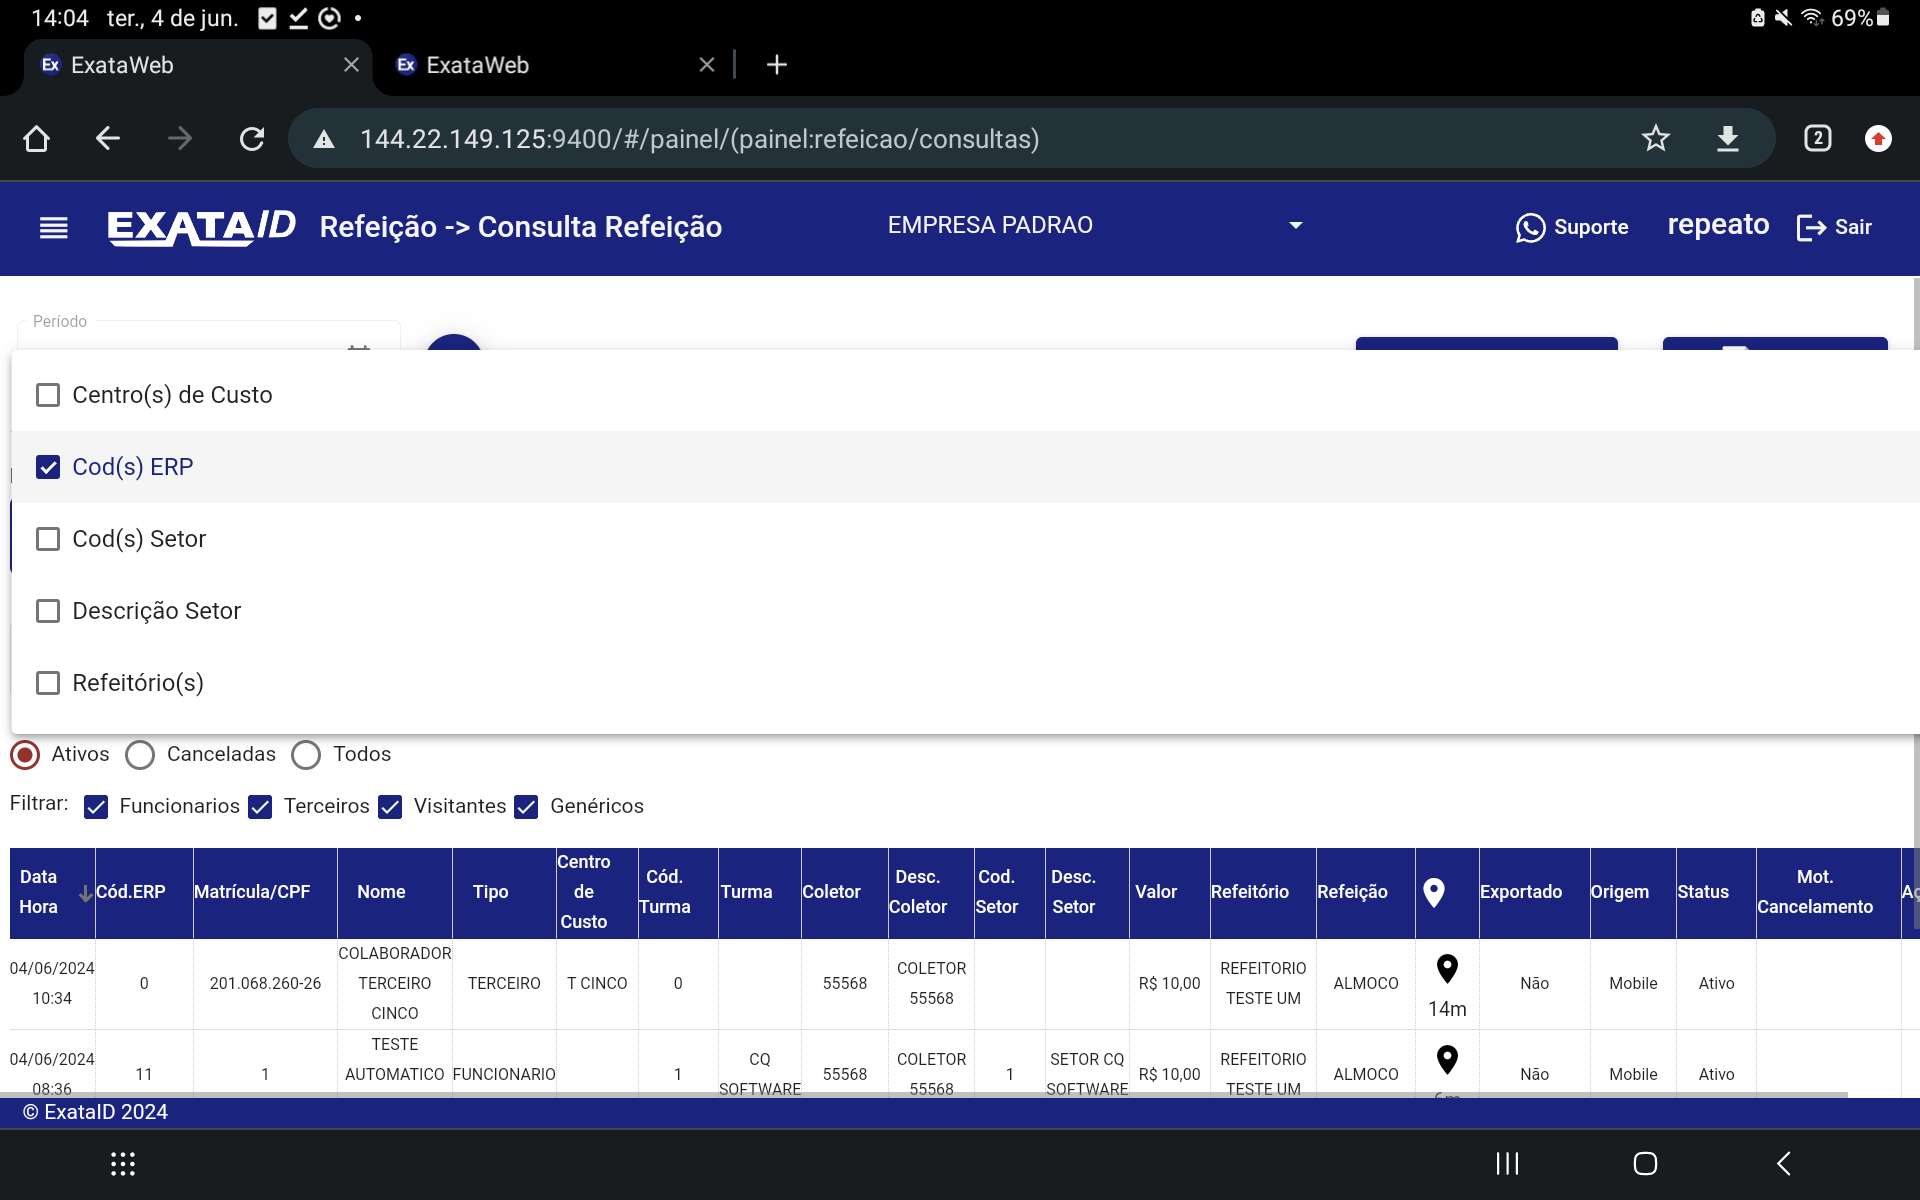 14:04 ter., 4 de jun.
69%
ExataWeb
ExataWeb
144.22.149.125:9400/#/painel/(painel:refeicao/consultas)
2
EXATA/D Refeição -> Consulta Refeição EMPRESA PADRAO Suporte repeato Sair
Período
Centro(s) de Custo
Cod(s) ERP
Cod(s) Setor
Descrição Setor
Refeitório(s)
Ativos Canceladas Todos
Filtrar: Funcionarios Terceiros Visitantes Genéricos
Data Hora Cód.ERP Matrícula/CPF Nome Tipo Centro de Custo Cód. Turma Turma Coletor Desc. Coletor Cod. Setor Desc. Setor Valor Refeitório Refeição Exportado Origem Status Mot. Cancelamento
04/06/2024 10:34 0 201.068.260-26 COLABORADOR TERCEIRO CINCO TERCEIRO T CINCO 0 55568 COLETOR 55568 R$ 10,00 REFEITORIO TESTE UM ALMOCO 14m Não Mobile Ativo
04/06/2024 08:36 11 1 TESTE AUTOMATICO FUNCIONARIO 1 CQ SOFTWARE 55568 COLETOR 55568 1 SETOR CQ SOFTWARE R$ 10,00 REFEITORIO TESTE UM ALMOCO Não Mobile Ativo
© ExataID 2024